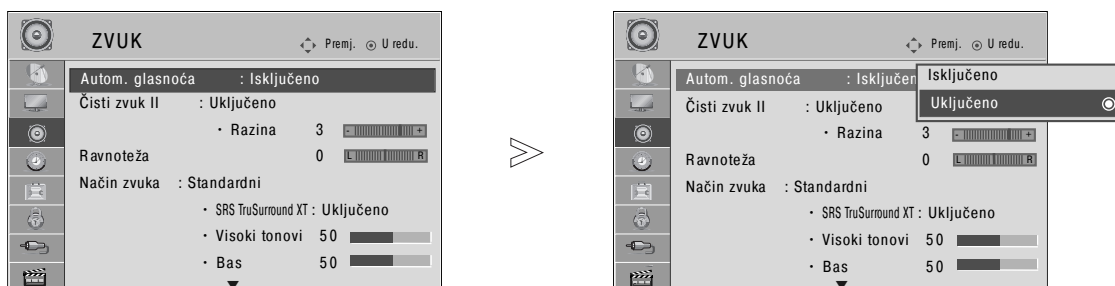 ZVUK
Premj. U redu.
Autom. glasnoća : Isključeno
Čisti zvuk II : Uključeno
• Razina 3 - +
Ravnoteža 0 L R
Način zvuka : Standardni
• SRS TruSurround XT : Uključeno
• Visoki tonovi 50
• Bas 50
ZVUK
Premj. U redu.
Autom. glasnoća : Isključen
Isključeno
Uključeno
Čisti zvuk II : Uključeno
• Razina 3 - +
Ravnoteža 0 L R
Način zvuka : Standardni
• SRS TruSurround XT : Uključeno
• Visoki tonovi 50
• Bas 50